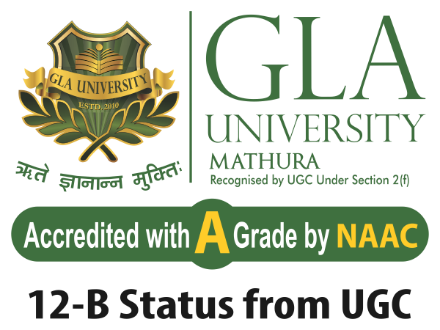 GLA UNIVERSITY
ESTD. 2010
ऋते ज्ञानान्न मुक्तिः
GLA
UNIVERSITY
MATHURA
Recognised by UGC Under Section 2(f)
Accredited with A Grade by NAAC
12-B Status from UGC